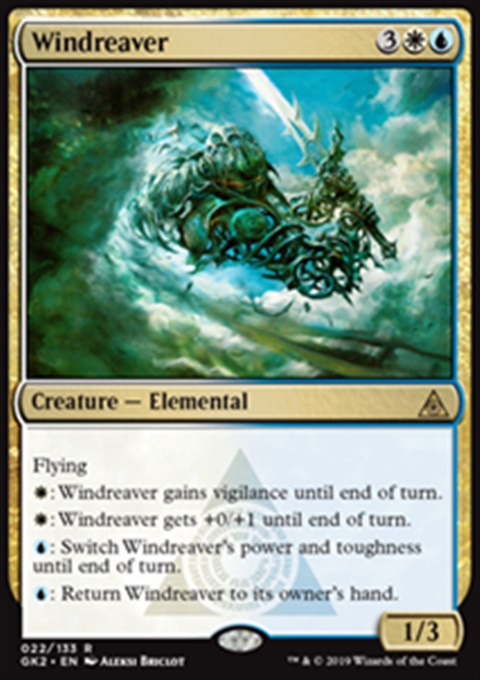 Windreaver 3
Creature — Elemental
Flying
: Windreaver gains vigilance until end of turn.
: Windreaver gets +0/+1 until end of turn.
: Switch Windreaver's power and toughness
until end of turn.
: Return Windreaver to its owner's hand.
1/3
022/133 R
GK2 • EN Aleksi Briclot
™ & © 2019 Wizards of the Coast